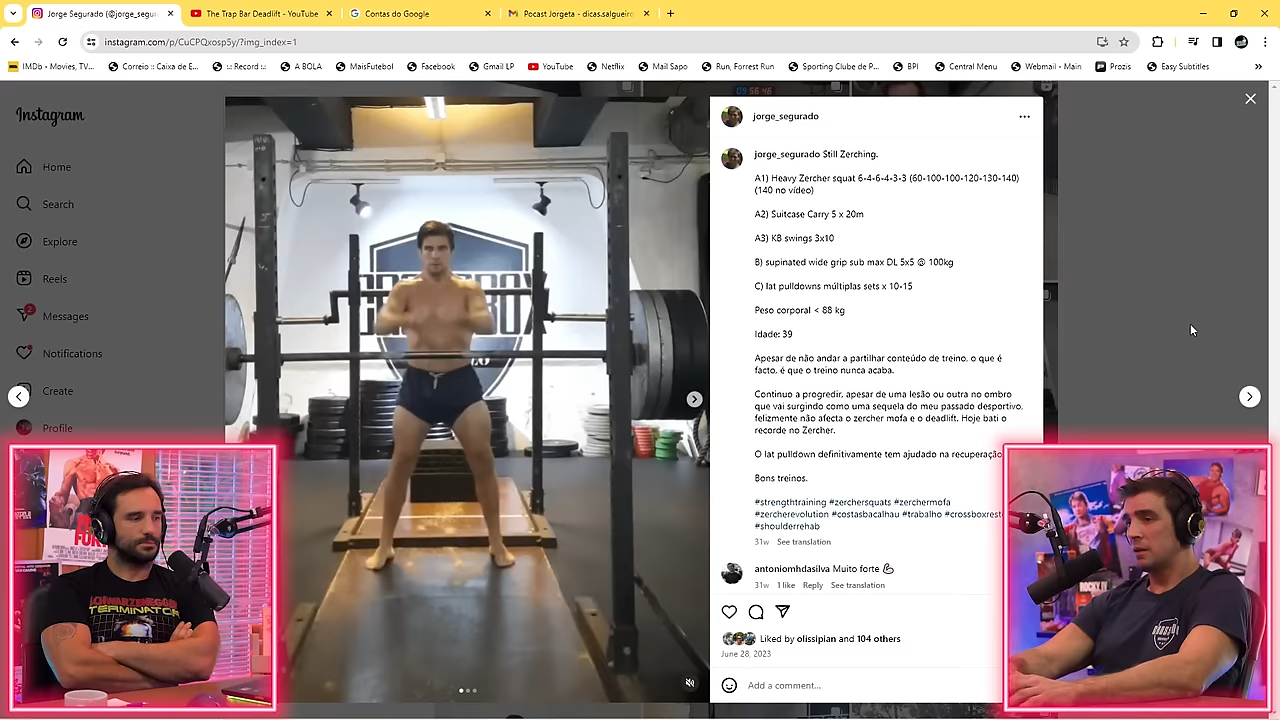 Jorge Segurado (@jorge_segur
The Trap Bar Deadlift - YouTube
Contas do Google
Pocast Jorgeta - dicas.salgueiro
instagram.com/p/CuCPQxosp5y/?img_index=1
IMDb - Movies, TV...
Correio :: Caixa de E...
::: Record :::
A BOLA
MaisFutebol
Facebook
Gmail LP
YouTube
Netflix
Mail Sapo
Run, Forrest Run
Sporting Clube de P...
BPI
Central Menu
Webmail - Main
Prozis
Easy Subtitles
Instagram
Home
Search
Explore
Reels
2
Messages
Notifications
Create
Profile
jorge_segurado
jorge_segurado Still Zerching.
A1) Heavy Zercher squat 6-4-6-4-3-3 (60-100-100-120-130-140)
(140 no vídeo)
A2) Suitcase Carry 5 x 20m
A3) KB swings 3x10
B) supinated wide grip sub max DL 5x5 @ 100kg
C) lat pulldowns múltiplas sets x 10-15
Peso corporal < 88 kg
Idade: 39
Apesar de não andar a partilhar conteúdo de treino, o que é
facto, é que o treino nunca acaba.
Continuo a progredir, apesar de uma lesão ou outra no ombro
que vai surgindo como uma sequela do meu passado desportivo,
felizmente não afecta o zercher mofa e o deadlift. Hoje bati o
recorde no Zercher.
O lat pulldown definitivamente tem ajudado na recuperação
Bons treinos.
#strengthtraining #zerchersquats #zerchermofa
#zercherevolution #costasbacalhau #trabalho #crossboxrest
#shoulderrehab
31w See translation
antoniomhdasilva Muito forte
31w 1 like Reply See translation
Liked by olissipian and 104 others
June 28, 2023
Add a comment...
SCHWARZENEGGER
TERMINATOR